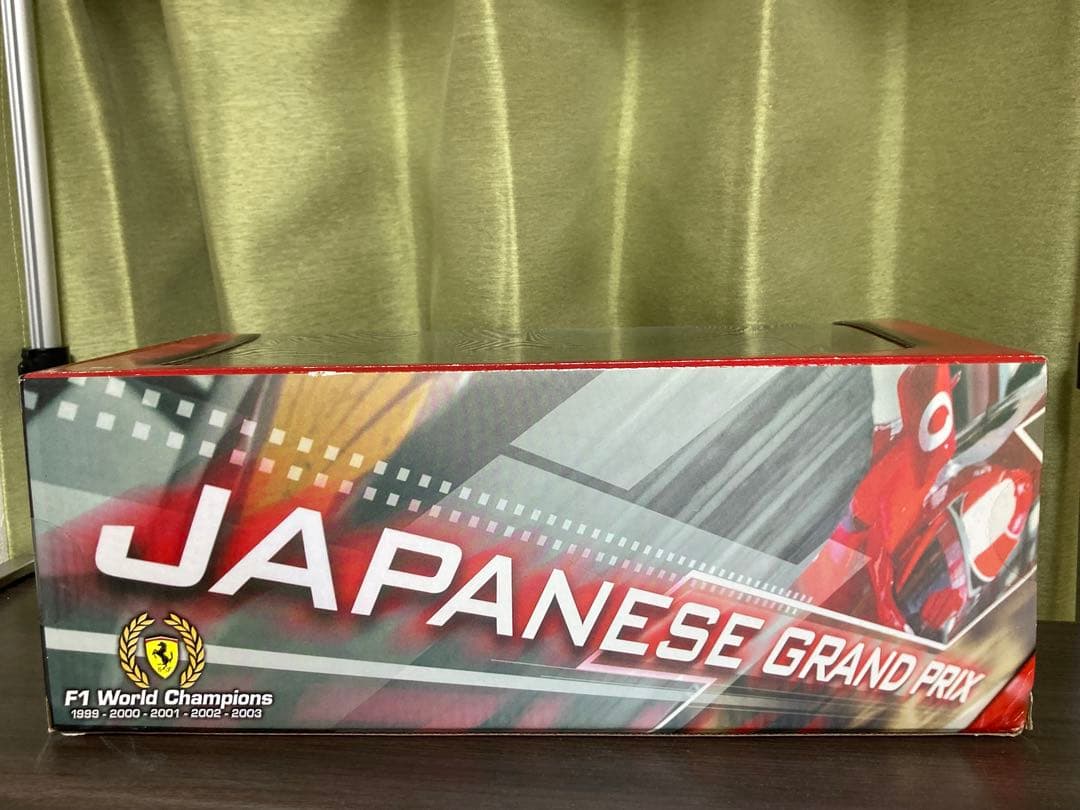 JAPANESE GRAND PRIX
F1 World Champions
1999 - 2000 - 2001 - 2002 - 2003